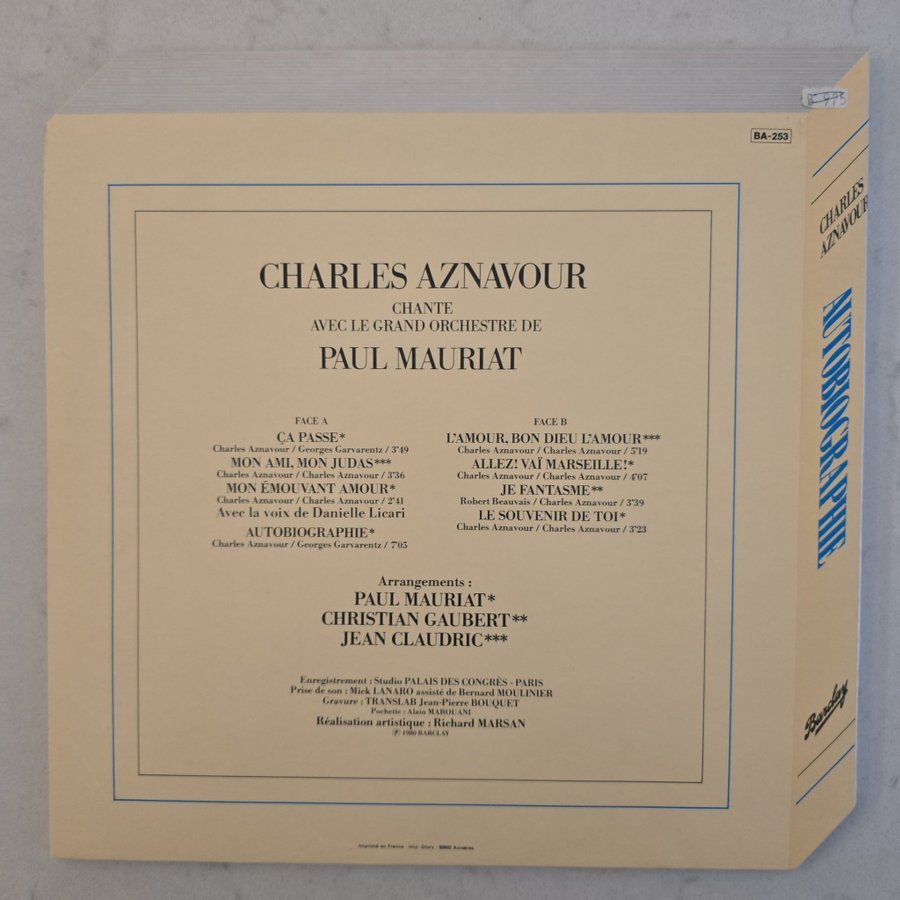 BA-253
CHARLES AZNAVOUR
CHANTE
AVEC LE GRAND ORCHESTRE DE
PAUL MAURIAT
FACE A
ÇA PASSE*
Charles Aznavour / Georges Garvarentz / 3'49
MON AMI, MON JUDAS***
Charles Aznavour / Charles Aznavour / 3'36
MON ÉMOUVANT AMOUR*
Charles Aznavour / Charles Aznavour / 2'41
Avec la voix de Danielle Licari
AUTOBIOGRAPHIE*
Charles Aznavour / Georges Garvarentz / 7'05
FACE B
L'AMOUR, BON DIEU L'AMOUR***
Charles Aznavour / Charles Aznavour / 5'19
ALLEZ! VAÏ MARSEILLE!*
Charles Aznavour / Charles Aznavour / 4'07
JE FANTASME**
Robert Beauvais / Charles Aznavour / 3'39
LE SOUVENIR DE TOI*
Charles Aznavour / Charles Aznavour / 3'23
Arrangements :
PAUL MAURIAT*
CHRISTIAN GAUBERT**
JEAN CLAUDRIC***
Enregistrement : Studio PALAIS DES CONGRÈS - PARIS
Prise de son : Mick LANARO assisté de Bernard MOULINIER
Gravure : TRANSLAB Jean-Pierre BOUQUET
Pochette : Alain MAROUANI
Réalisation artistique : Richard MARSAN
℗ 1980 BARCLAY
Imprimé en France
CHARLES
AZNAVOUR
AUTOBIOGRAPHIE
Barclay